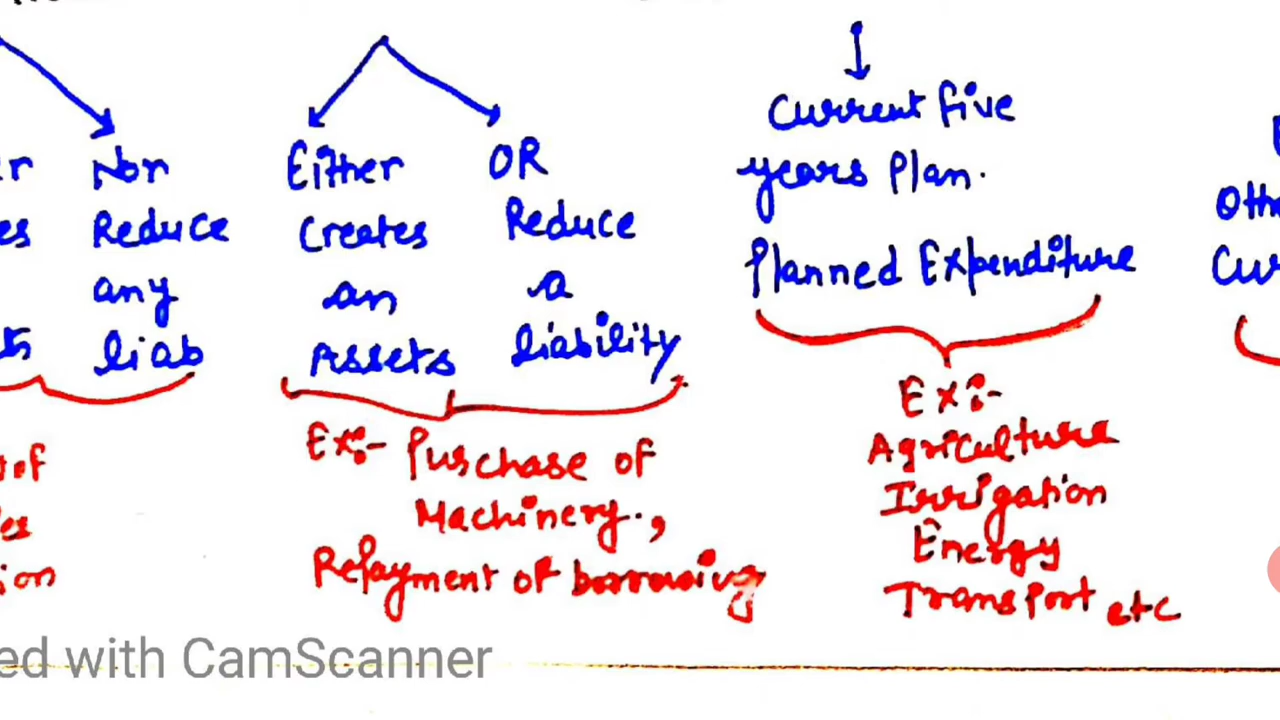 Nor
Reduce
any
liab
Either
Creates
an
Assets
OR
Reduce
a
liability
Ex:- Purchase of
Machinery.,
Repayment of borrowing
Current five
years Plan.
Planned Expenditure
Ex:-
Agriculture
Irrigation
Energy
Transport etc
ed with CamScanner